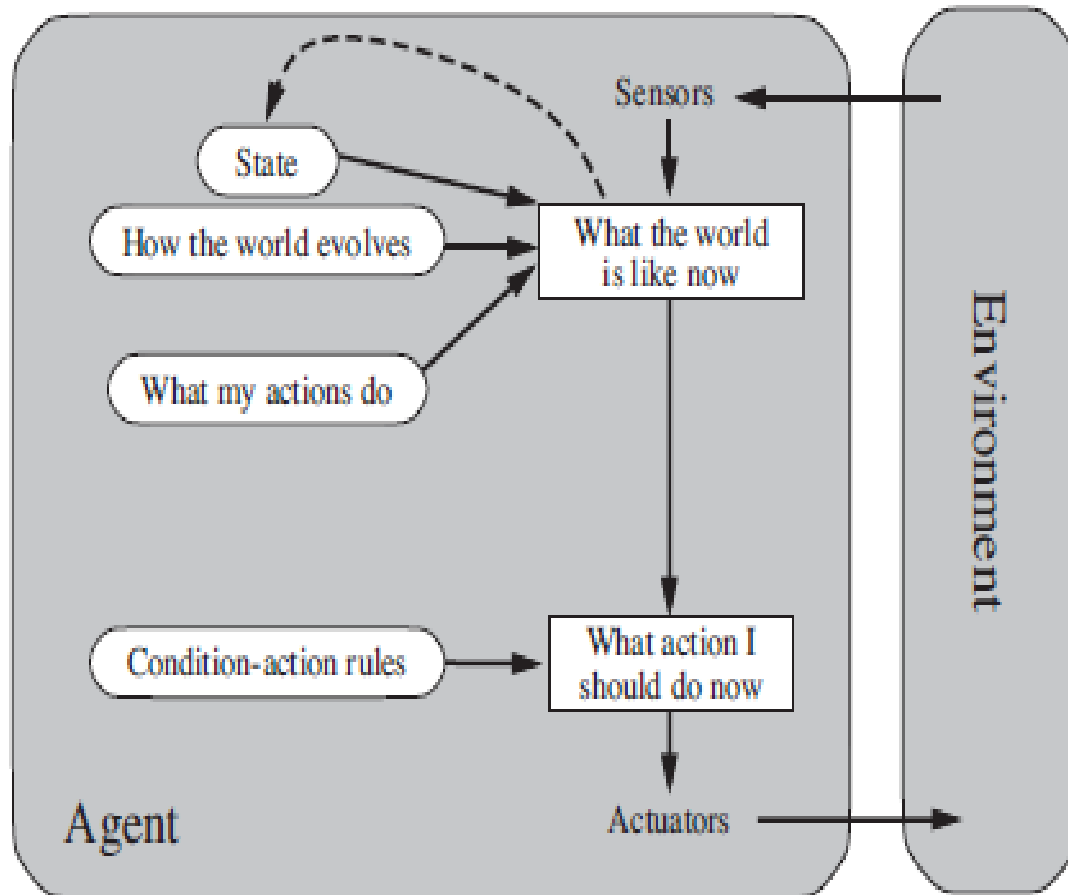 Sensors
State
What the world
is like now
How the world evolves
What my actions do
Environment
Condition-action rules
What action I
should do now
Agent
Actuators